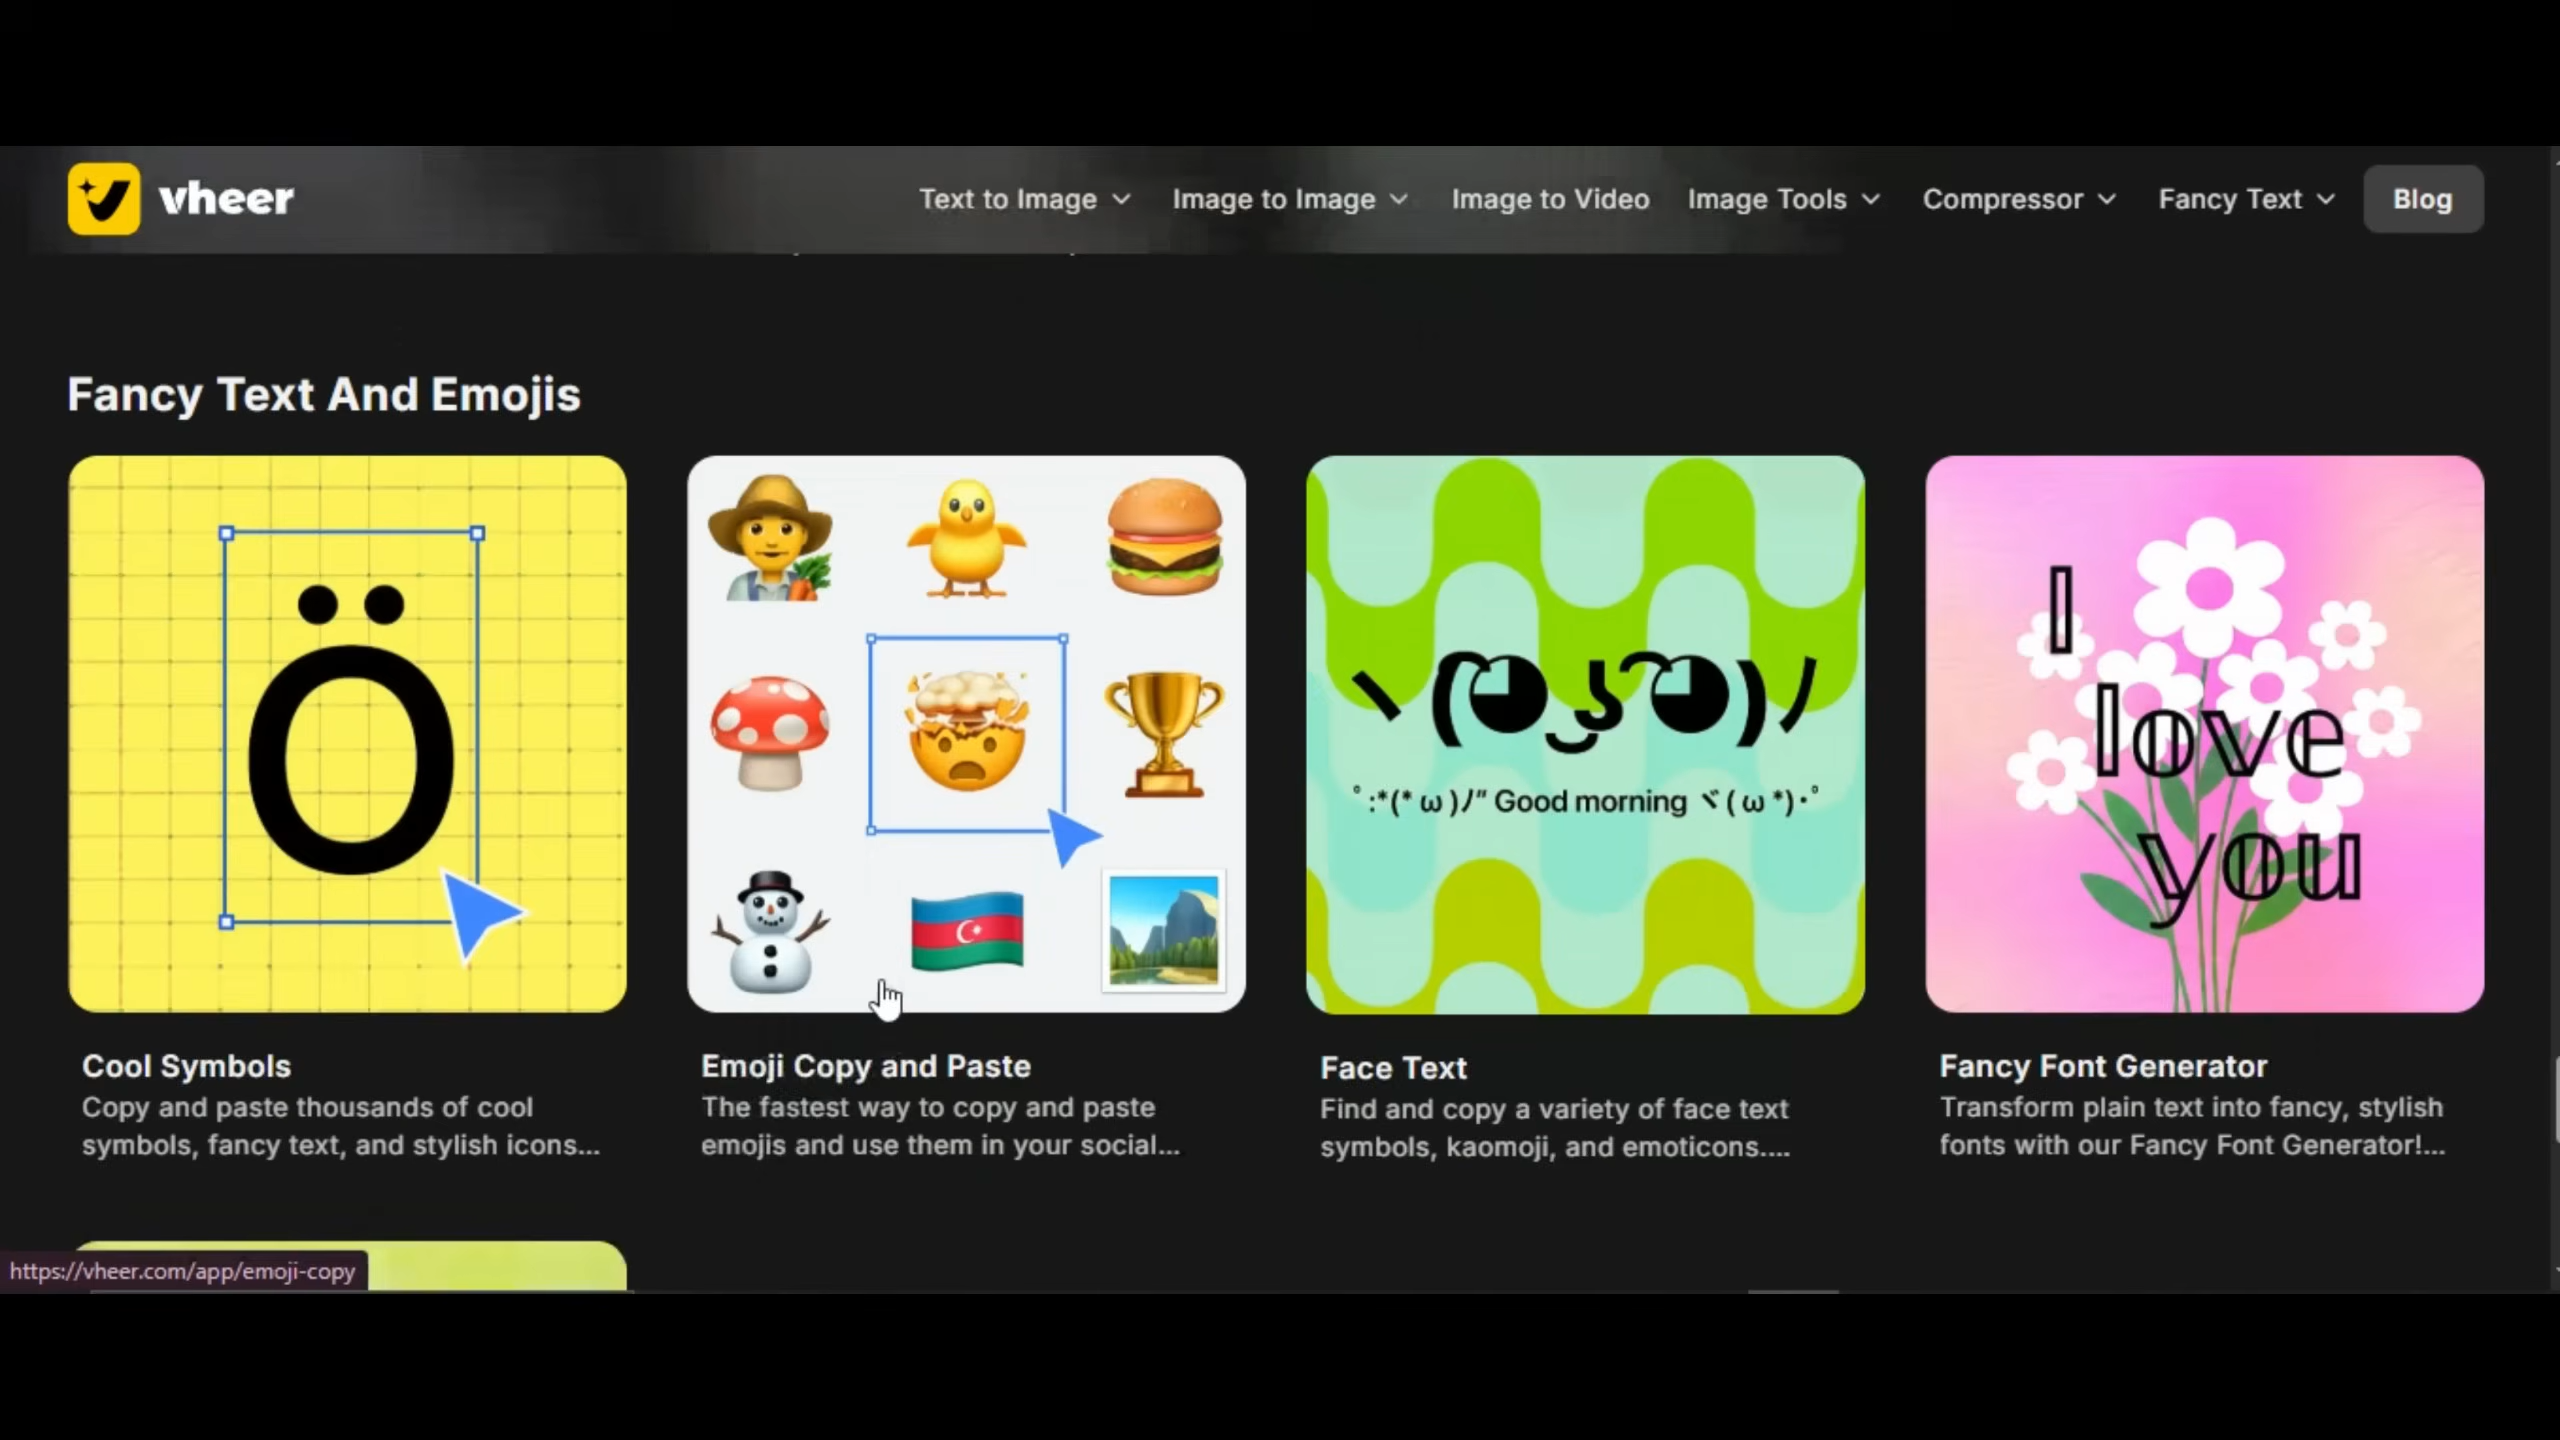 vheer
Text to Image
Image to Image
Image to Video
Image Tools
Compressor
Fancy Text
Blog
Fancy Text And Emojis
Ö
ヽ(͡◕ ͜ʖ ͡◕)ﾉ
ﾟ:*(* ω )ﾉ" Good morning ヾ( ω *)･ﾟ
I
love
you
Cool Symbols
Copy and paste thousands of cool
symbols, fancy text, and stylish icons...
Emoji Copy and Paste
The fastest way to copy and paste
emojis and use them in your social...
Face Text
Find and copy a variety of face text
symbols, kaomoji, and emoticons....
Fancy Font Generator
Transform plain text into fancy, stylish
fonts with our Fancy Font Generator!...
https://vheer.com/app/emoji-copy